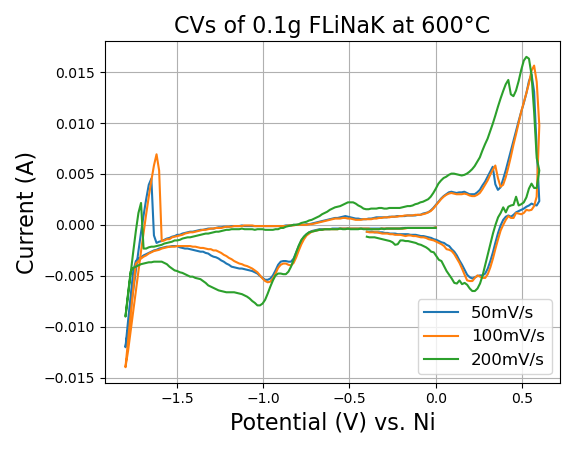 CVs of 0.1g FLiNaK at 600°C
Current (A)
0.015
0.010
0.005
0.000
−0.005
−0.010
−0.015
50mV/s
100mV/s
200mV/s
−1.5 −1.0 −0.5 0.0 0.5
Potential (V) vs. Ni